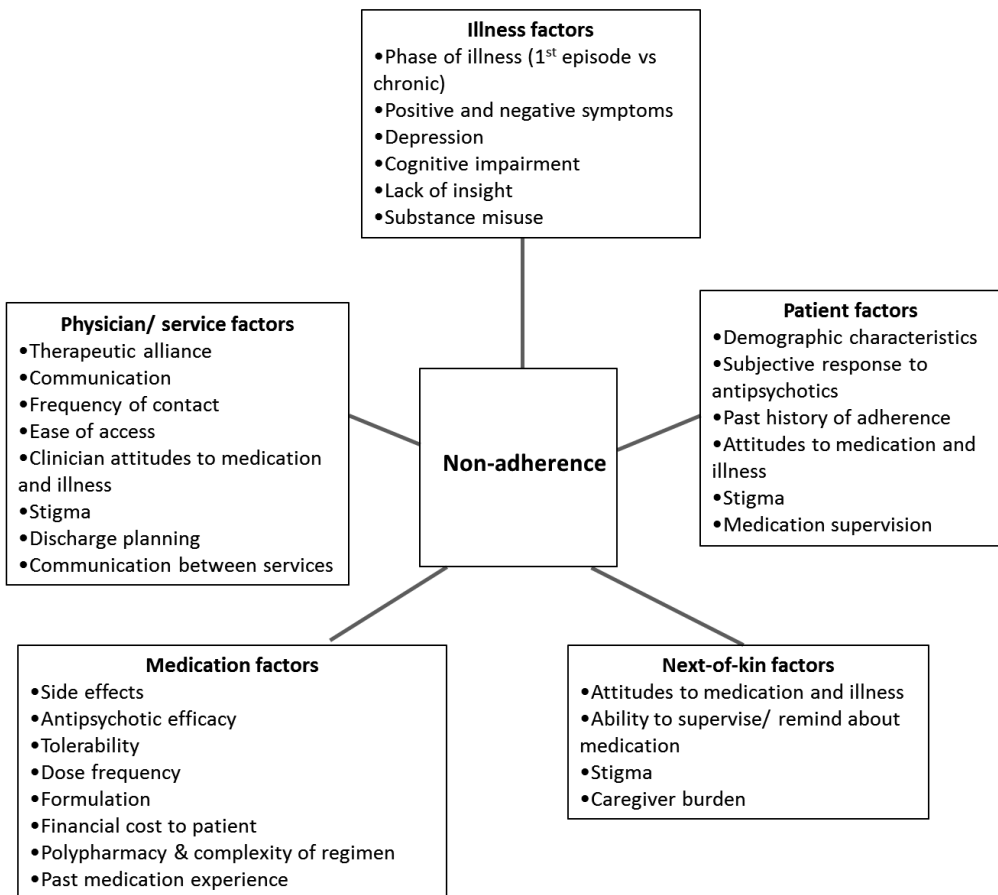 Illness factors
•Phase of illness (1st episode vs
chronic)
•Positive and negative symptoms
•Depression
•Cognitive impairment
•Lack of insight
•Substance misuse
Physician/ service factors
•Therapeutic alliance
•Communication
•Frequency of contact
•Ease of access
•Clinician attitudes to medication
and illness
•Stigma
•Discharge planning
•Communication between services
Non-adherence
Patient factors
•Demographic characteristics
•Subjective response to
antipsychotics
•Past history of adherence
•Attitudes to medication and
illness
•Stigma
•Medication supervision
Medication factors
•Side effects
•Antipsychotic efficacy
•Tolerability
•Dose frequency
•Formulation
•Financial cost to patient
•Polypharmacy & complexity of regimen
•Past medication experience
Next-of-kin factors
•Attitudes to medication and illness
•Ability to supervise/ remind about
medication
•Stigma
•Caregiver burden